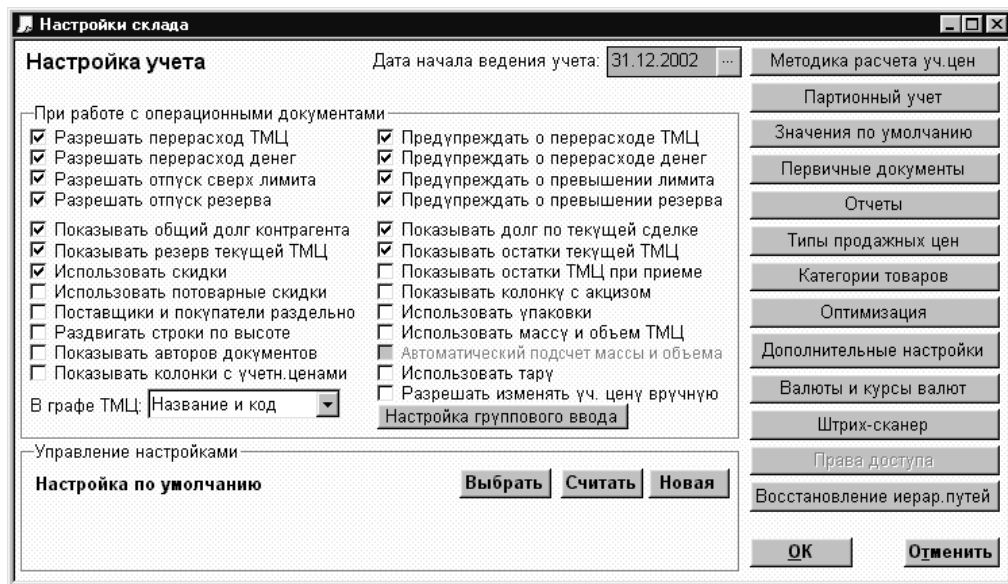 Настройки склада
Настройка учета
Дата начала ведения учета: 31.12.2002 ...
При работе с операционными документами
Разрешать перерасход ТМЦ
Разрешать перерасход денег
Разрешать отпуск сверх лимита
Разрешать отпуск резерва
Показывать общий долг контрагента
Показывать резерв текущей ТМЦ
Использовать скидки
Использовать потоварные скидки
Поставщики и покупатели раздельно
Раздвигать строки по высоте
Показывать авторов документов
Показывать колонки с учетн.ценами
В графе ТМЦ: Название и код
Предупреждать о перерасходе ТМЦ
Предупреждать о перерасходе денег
Предупреждать о превышении лимита
Предупреждать о превышении резерва
Показывать долг по текущей сделке
Показывать остатки текущей ТМЦ
Показывать остатки ТМЦ при приеме
Показывать колонку с акцизом
Использовать упаковки
Использовать массу и объем ТМЦ
Автоматический подсчет массы и объема
Использовать тару
Разрешать изменять уч. цену вручную
Настройка группового ввода
Управление настройками
Настройка по умолчанию
Выбрать
Считать
Новая
Методика расчета уч.цен
Партионный учет
Значения по умолчанию
Первичные документы
Отчеты
Типы продажных цен
Категории товаров
Оптимизация
Дополнительные настройки
Валюты и курсы валют
Штрих-сканер
Права доступа
Восстановление иерар.путей
OK
Отменить